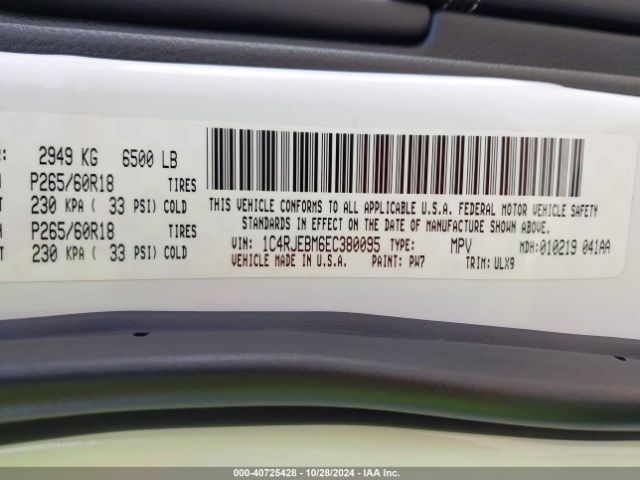 : 2949 KG 6500 LB
P265/60R18 TIRES
230 KPA ( 33 PSI) COLD
P265/60R18 TIRES
230 KPA ( 33 PSI) COLD
THIS VEHICLE CONFORMS TO ALL APPLICABLE U.S.A. FEDERAL MOTOR VEHICLE SAFETY
STANDARDS IN EFFECT ON THE DATE OF MANUFACTURE SHOWN ABOVE.
VIN: 1C4RJEBM6EC380095 TYPE: MPV MDH:010219 041AA
VEHICLE MADE IN U.S.A. PAINT: PW7 TRIM: ULX9
000-40725428 - 10/28/2024 - IAA Inc.